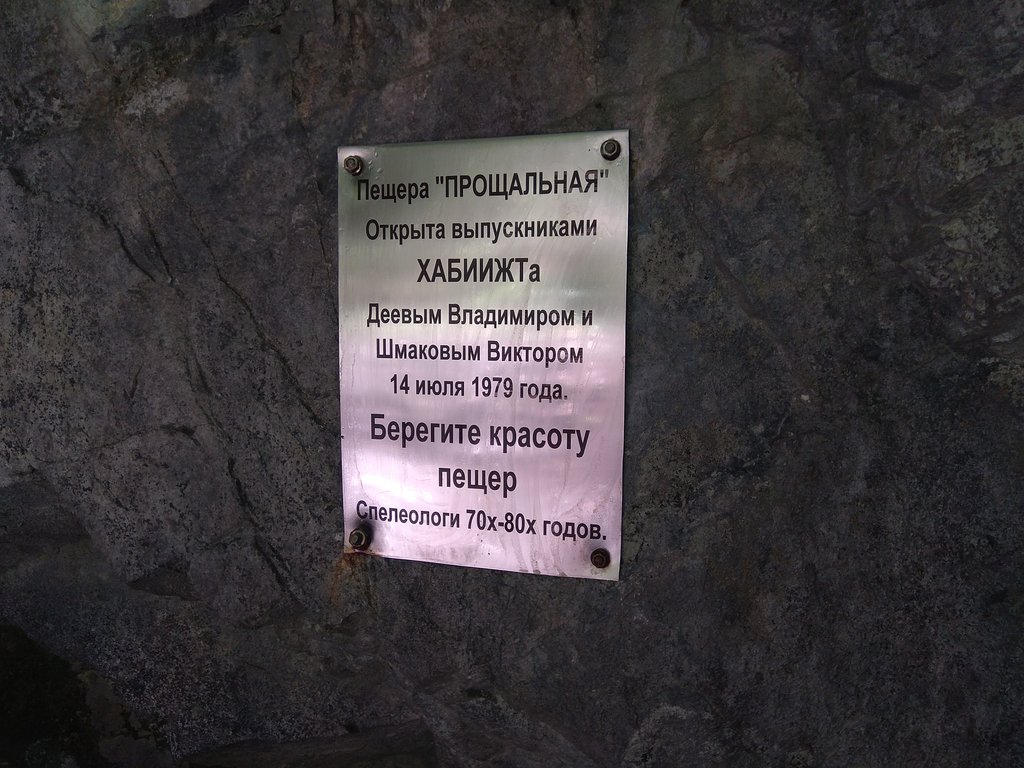 Пещера "ПРОЩАЛЬНАЯ"
Открыта выпускниками
ХАБИИЖТа
Деевым Владимиром и
Шмаковым Виктором
14 июля 1979 года.
Берегите красоту
пещер
Спелеологи 70х-80х годов.